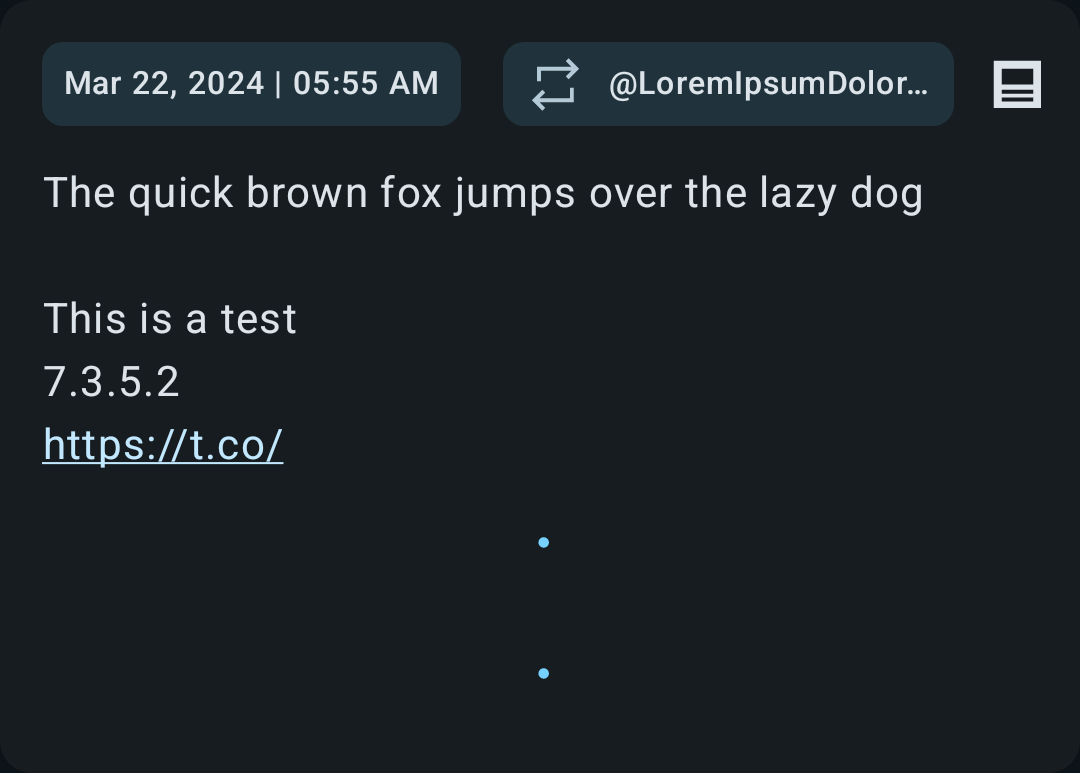 Mar 22, 2024 | 05:55 AM
@LoremIpsumDolor…
The quick brown fox jumps over the lazy dog
This is a test
7.3.5.2
https://t.co/